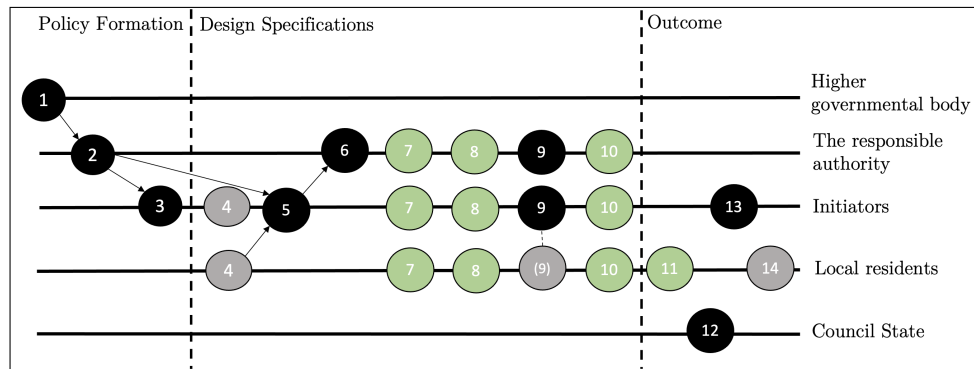 Policy Formation
Design Specifications
Outcome
1
Higher
governmental body
2
6
7
8
9
10
The responsible
authority
3
4
5
7
8
9
10
13
Initiators
4
7
8
(9)
10
11
14
Local residents
12
Council State